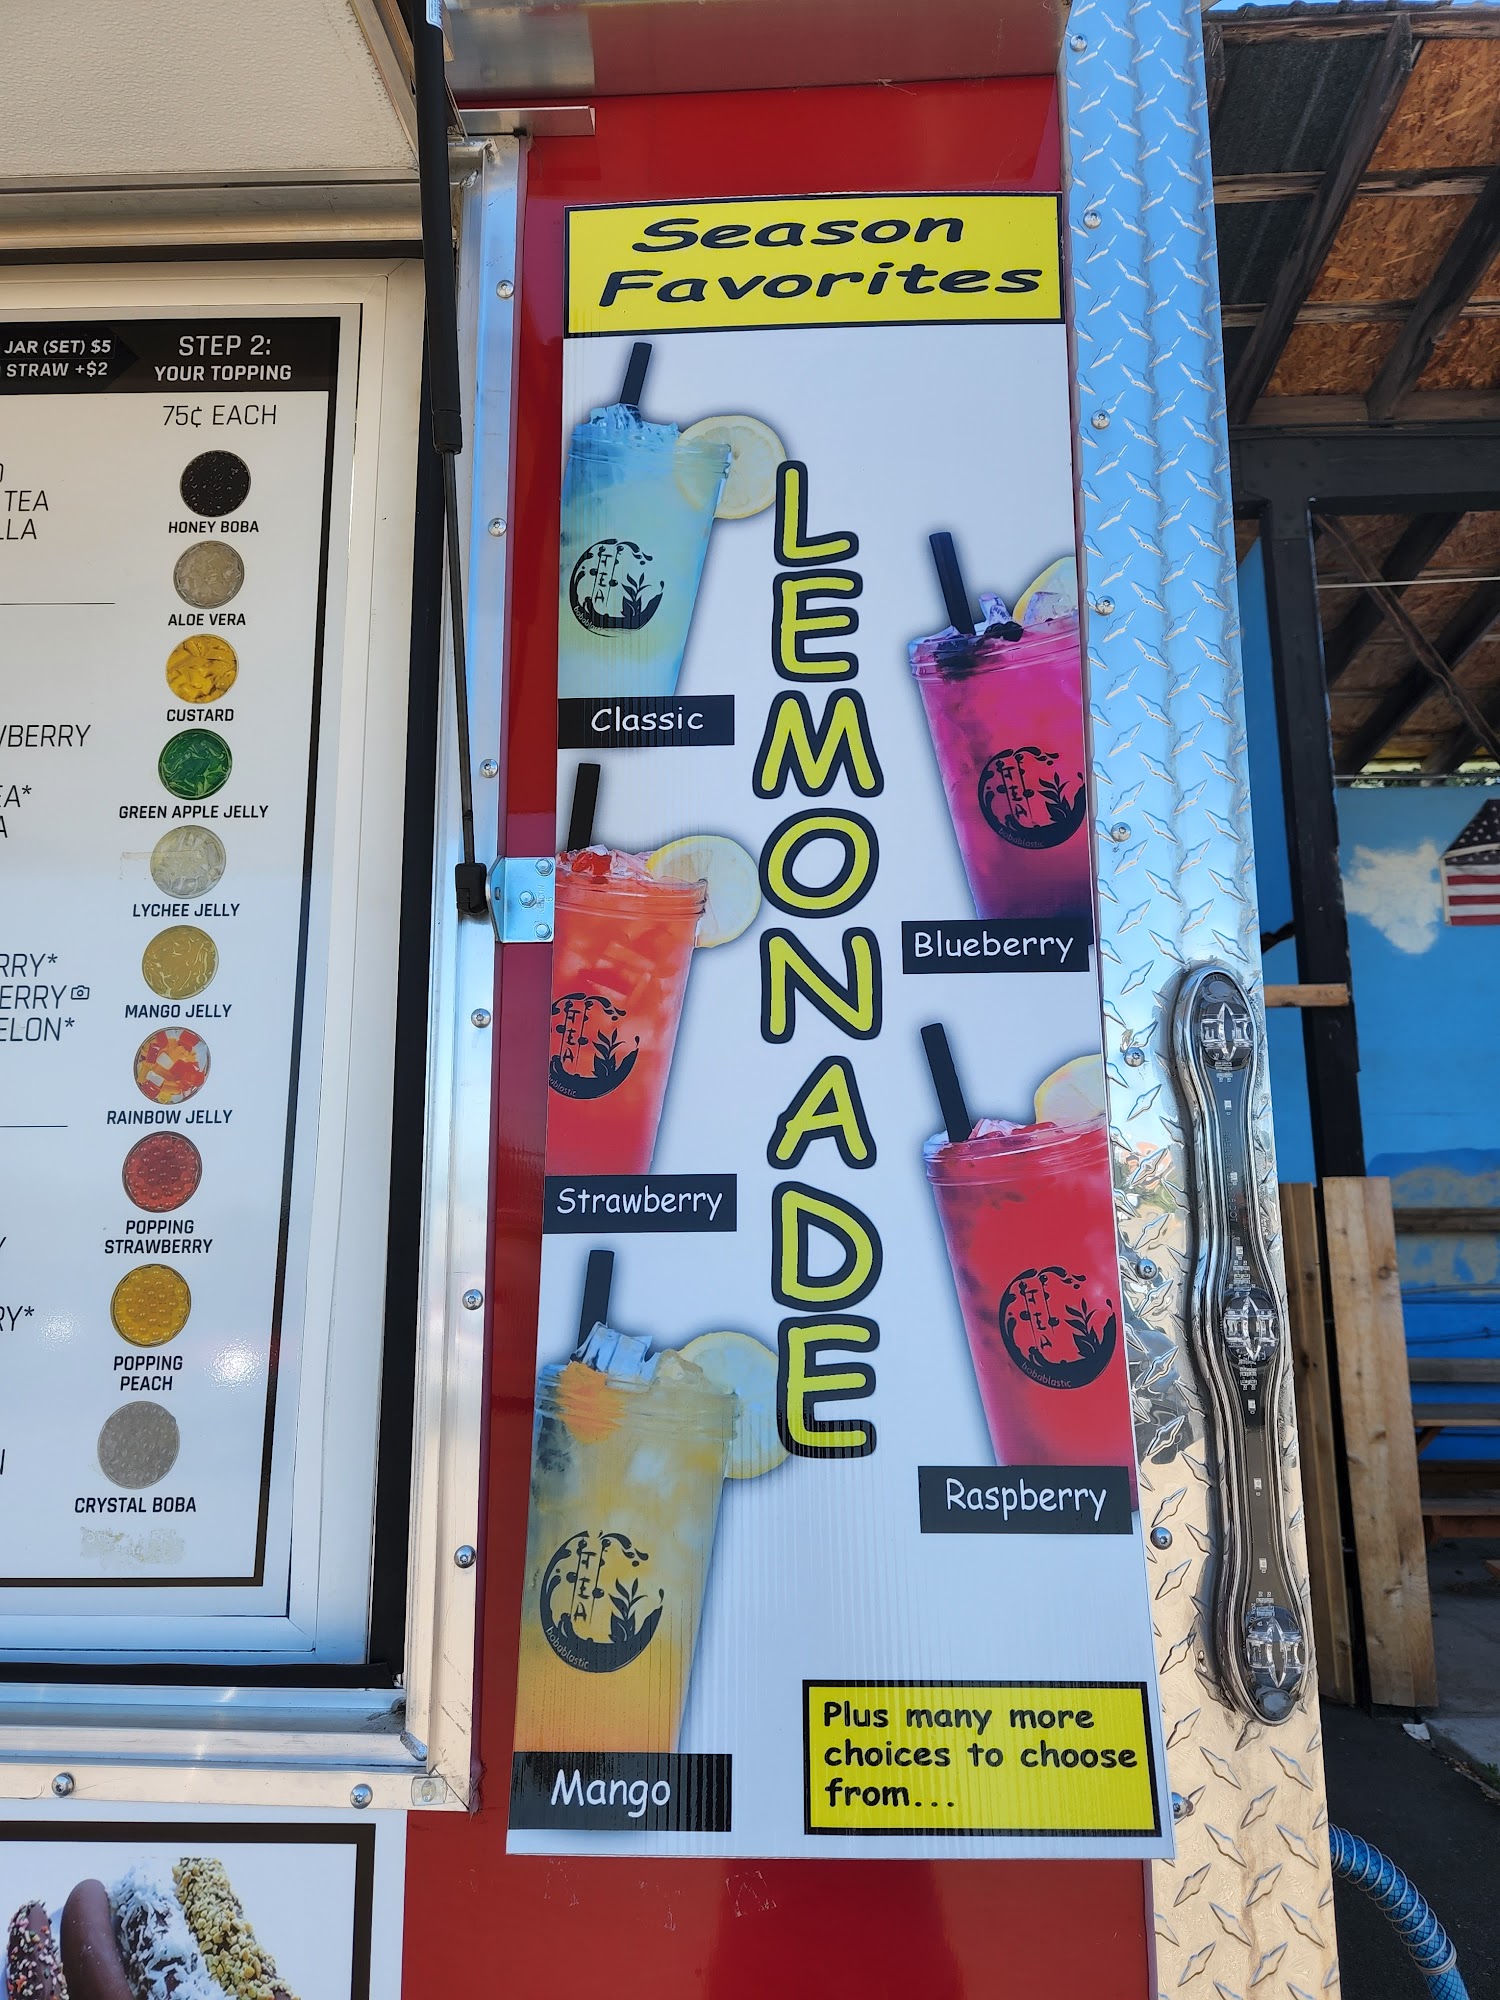 JAR (SET) $5
STRAW +$2
STEP 2:
YOUR TOPPING
75¢ EACH
TEA
HONEY BOBA
ALOE VERA
CUSTARD
GREEN APPLE JELLY
LYCHEE JELLY
MANGO JELLY
RAINBOW JELLY
POPPING
STRAWBERRY
POPPING
PEACH
CRYSTAL BOBA
Season
Favorites
LEMONADE
TEA
bobablastic
Classic
TEA
bobablastic
Blueberry
TEA
bobablastic
Strawberry
TEA
bobablastic
Raspberry
TEA
bobablastic
Mango
Plus many more
choices to choose
from...